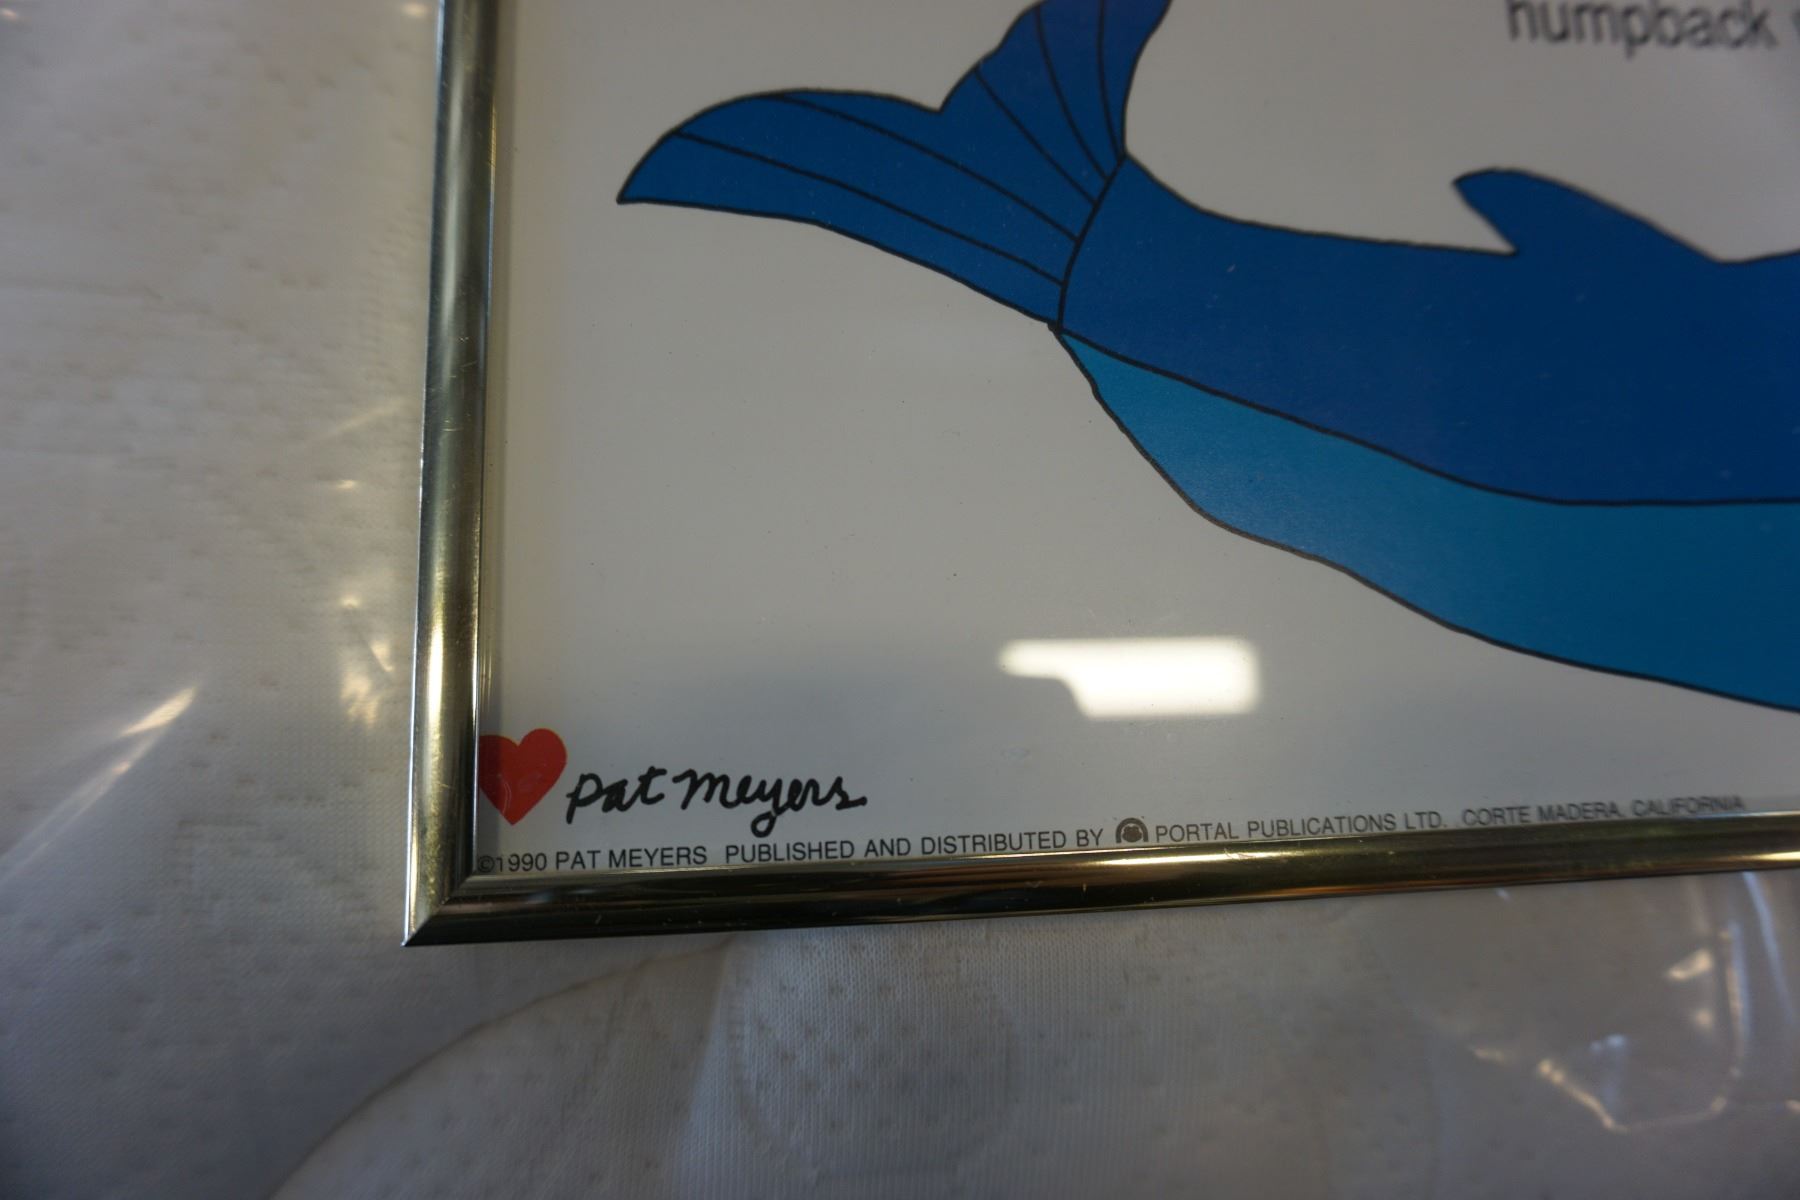 humpback
Pat Meyers
©1990 PAT MEYERS PUBLISHED AND DISTRIBUTED BY PORTAL PUBLICATIONS LTD. CORTE MADERA, CALIFORNIA